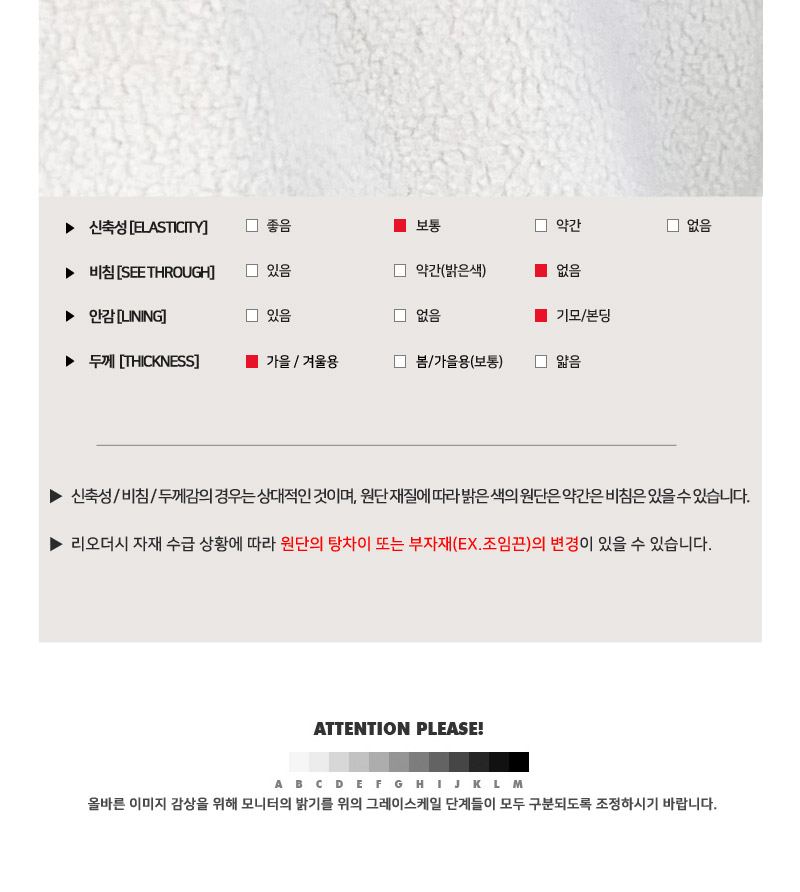 ▶ 신축성 [ELASTICITY] □ 좋음 ■ 보통 □ 약간 □ 없음
▶ 비침 [SEE THROUGH] □ 있음 □ 약간(밝은색) ■ 없음
▶ 안감 [LINING] □ 있음 □ 없음 ■ 기모/본딩
▶ 두께 [THICKNESS] ■ 가을 / 겨울용 □ 봄/가을용(보통) □ 얇음
▶ 신축성 / 비침 / 두께감의 경우는 상대적인 것이며, 원단 재질에 따라 밝은 색의 원단은 약간은 비침은 있을 수 있습니다.
▶ 리오더시 자재 수급 상황에 따라 원단의 탕차이 또는 부자재(EX.조임끈)의 변경이 있을 수 있습니다.
ATTENTION PLEASE!
A B C D E F G H I J K L M
올바른 이미지 감상을 위해 모니터의 밝기를 위의 그레이스케일 단계들이 모두 구분되도록 조정하시기 바랍니다.